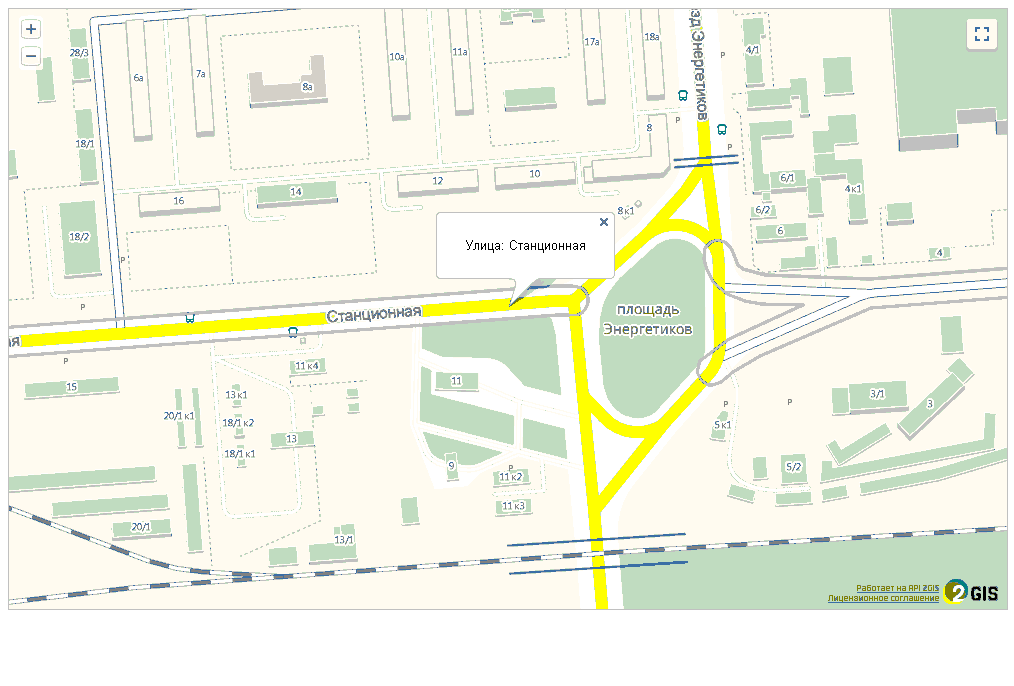 +
−
28/3
6а
7а
8а
10а
11а
17а
18а
зд Энергетиков
4/1
P
P
P
8
18/1
16
14
12
10
6/1
4 к1
6/2
6
4
18/2
P
P
8 к1
Улица: Станционная
площадь
Энергетиков
Станционная
ая
P
15
11 к4
11
13 к1
20/1 к1
18/1 к2
13
18/1 к1
9
P
11 к2
11 к3
20/1
13/1
P
P
5 к1
3/1
3
5/2
Работает на API 2GIS
Лицензионное соглашение
2GIS